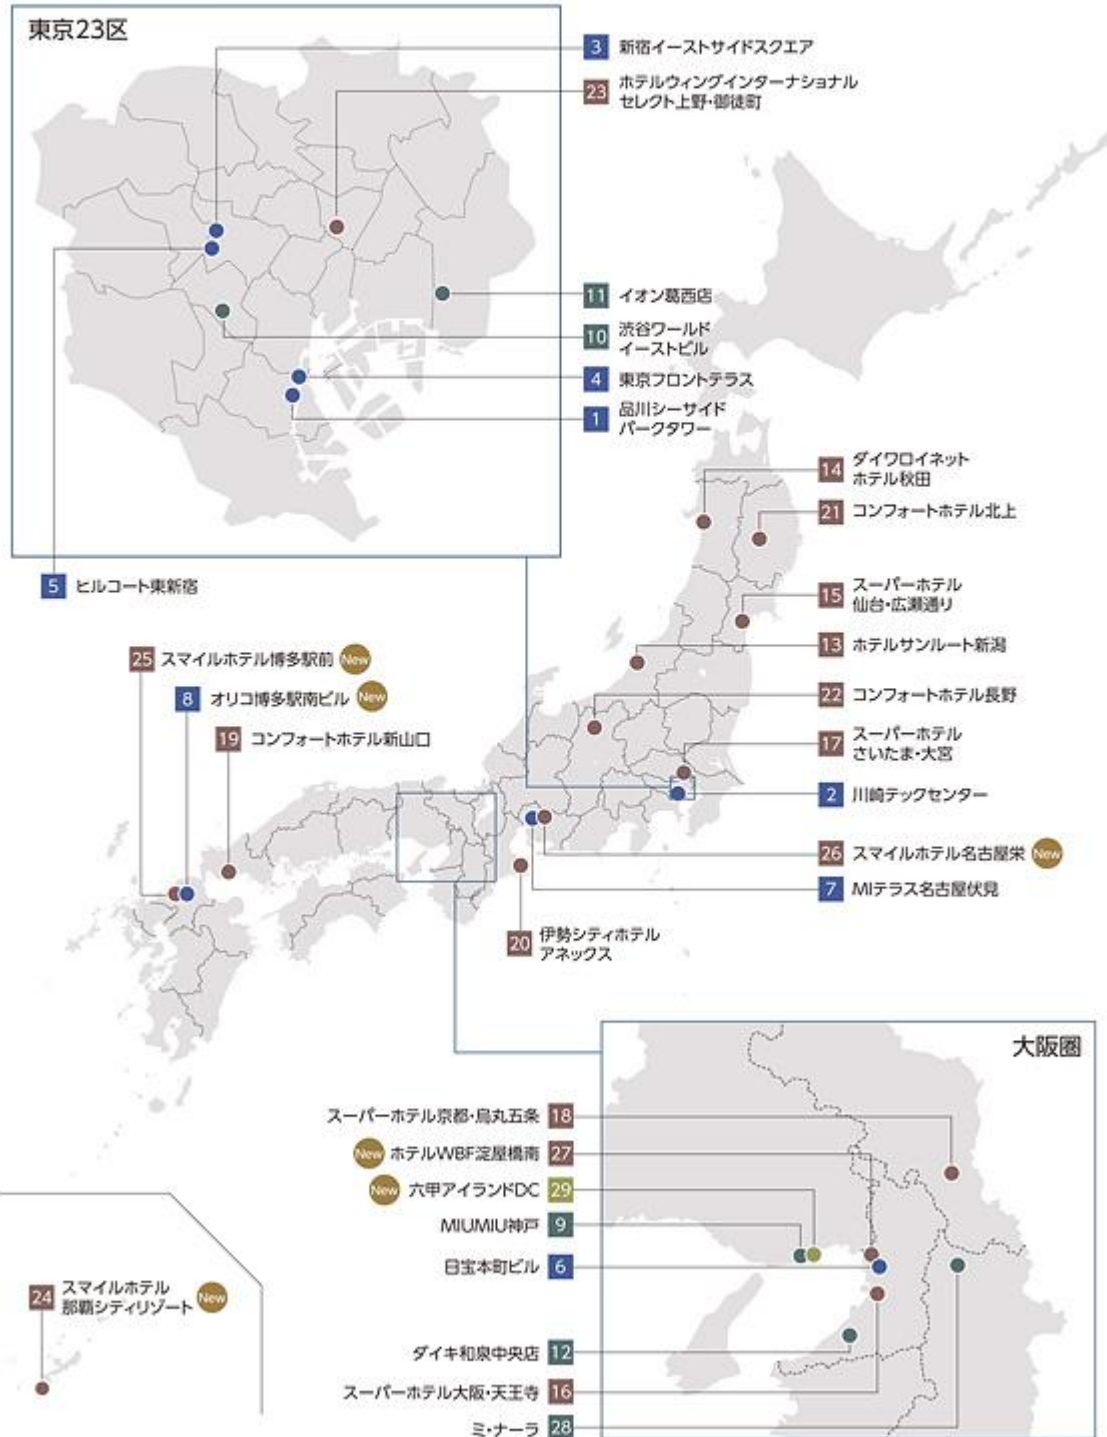 東京23区
3 新宿イーストサイドスクエア
23 ホテルウィングインターナショナル
セレクト上野・御徒町
11 イオン葛西店
10 渋谷ワールド
イーストビル
4 東京フロントテラス
1 品川シーサイド
パークタワー
5 ヒルコート東新宿
14 ダイワロイネット
ホテル秋田
21 コンフォートホテル北上
15 スーパーホテル
仙台・広瀬通り
13 ホテルサンルート新潟
22 コンフォートホテル長野
17 スーパーホテル
さいたま・大宮
2 川崎テックセンター
26 スマイルホテル名古屋栄 New
7 MIテラス名古屋伏見
20 伊勢シティホテル
アネックス
25 スマイルホテル博多駅前 New
8 オリコ博多駅南ビル New
19 コンフォートホテル新山口
大阪圏
スーパーホテル京都・烏丸五条 18
New ホテルWBF淀屋橋南 27
New 六甲アイランドDC 29
MIUMIU神戸 9
日宝本町ビル 6
ダイキ和泉中央店 12
スーパーホテル大阪・天王寺 16
ミ・ナーラ 28
24 スマイルホテル
那覇シティリゾート New